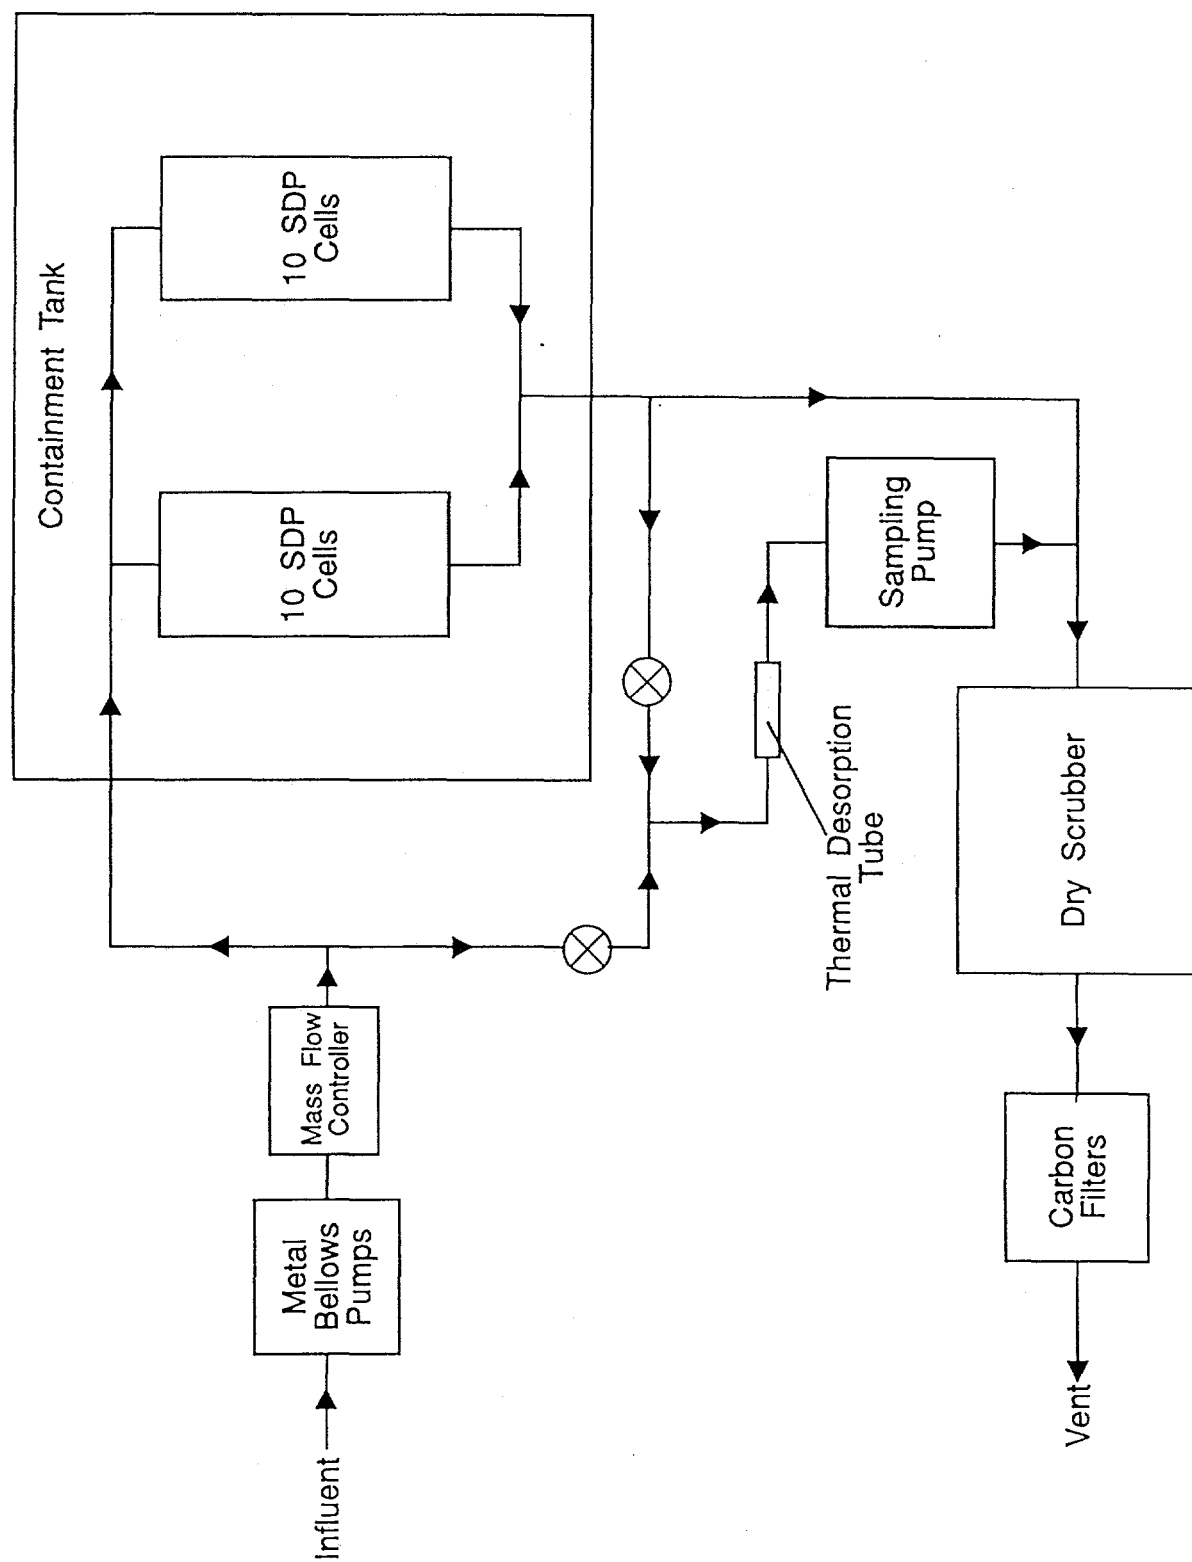 Containment Tank
10 SDP
Cells
10 SDP
Cells
Influent
Metal
Bellows
Pumps
Mass Flow
Controller
Thermal Desorption
Tube
Sampling
Pump
Vent
Carbon
Filters
Dry Scrubber